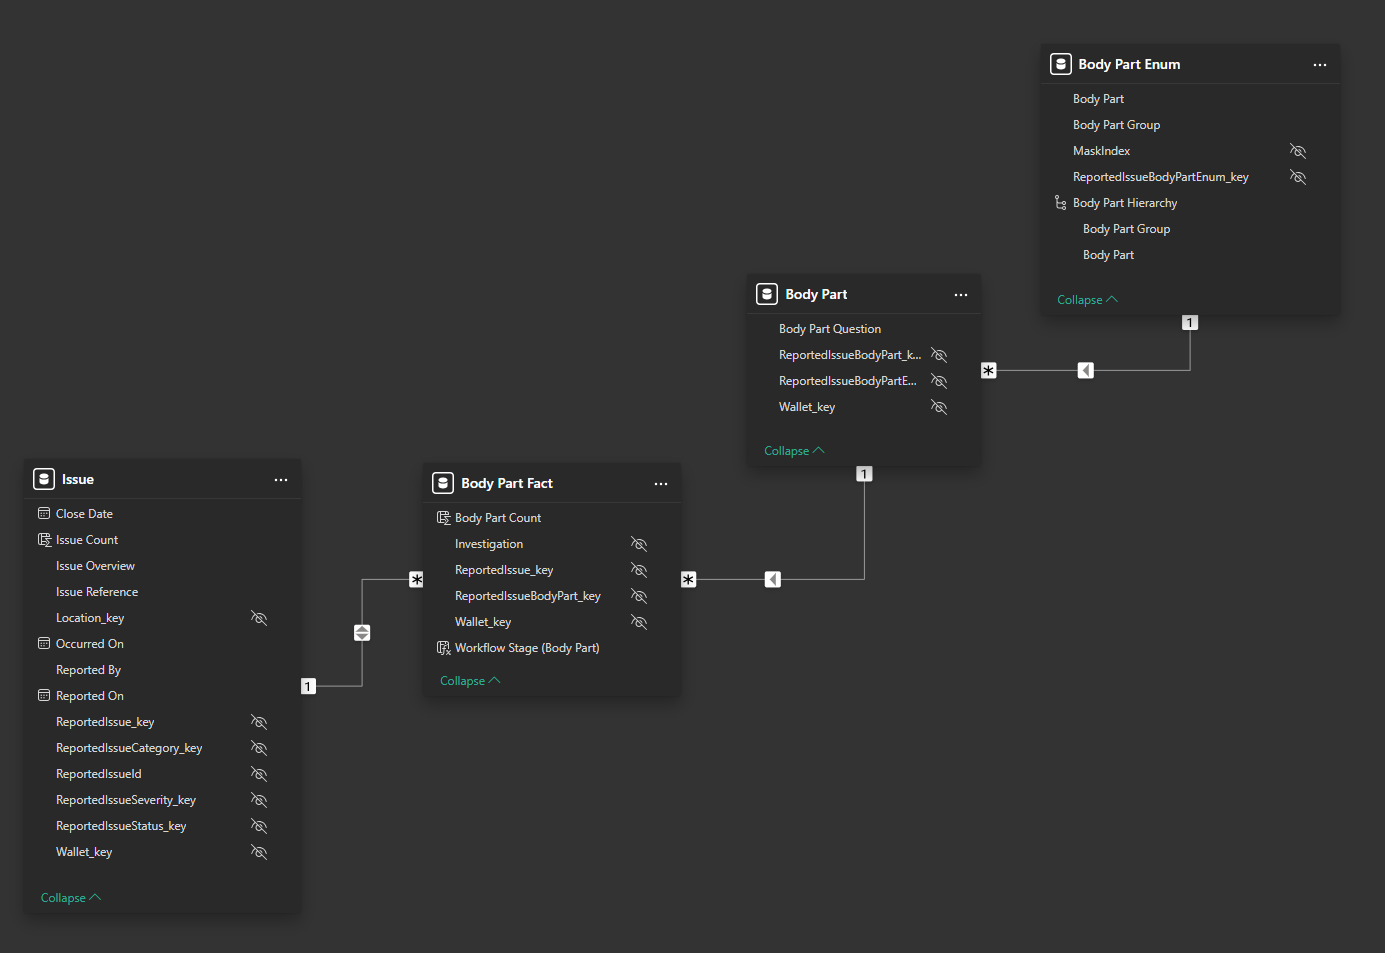 Body Part Enum
Body Part
Body Part Group
MaskIndex
ReportedIssueBodyPartEnum_key
Body Part Hierarchy
Body Part Group
Body Part
Collapse
1
*
Body Part
Body Part Question
ReportedIssueBodyPart_k...
ReportedIssueBodyPartE...
Wallet_key
Collapse
1
*
Issue
Close Date
Issue Count
Issue Overview
Issue Reference
Location_key
Occurred On
Reported By
Reported On
ReportedIssue_key
ReportedIssueCategory_key
ReportedIssueId
ReportedIssueSeverity_key
ReportedIssueStatus_key
Wallet_key
Collapse
1
*
Body Part Fact
Body Part Count
Investigation
ReportedIssue_key
ReportedIssueBodyPart_key
Wallet_key
Workflow Stage (Body Part)
Collapse